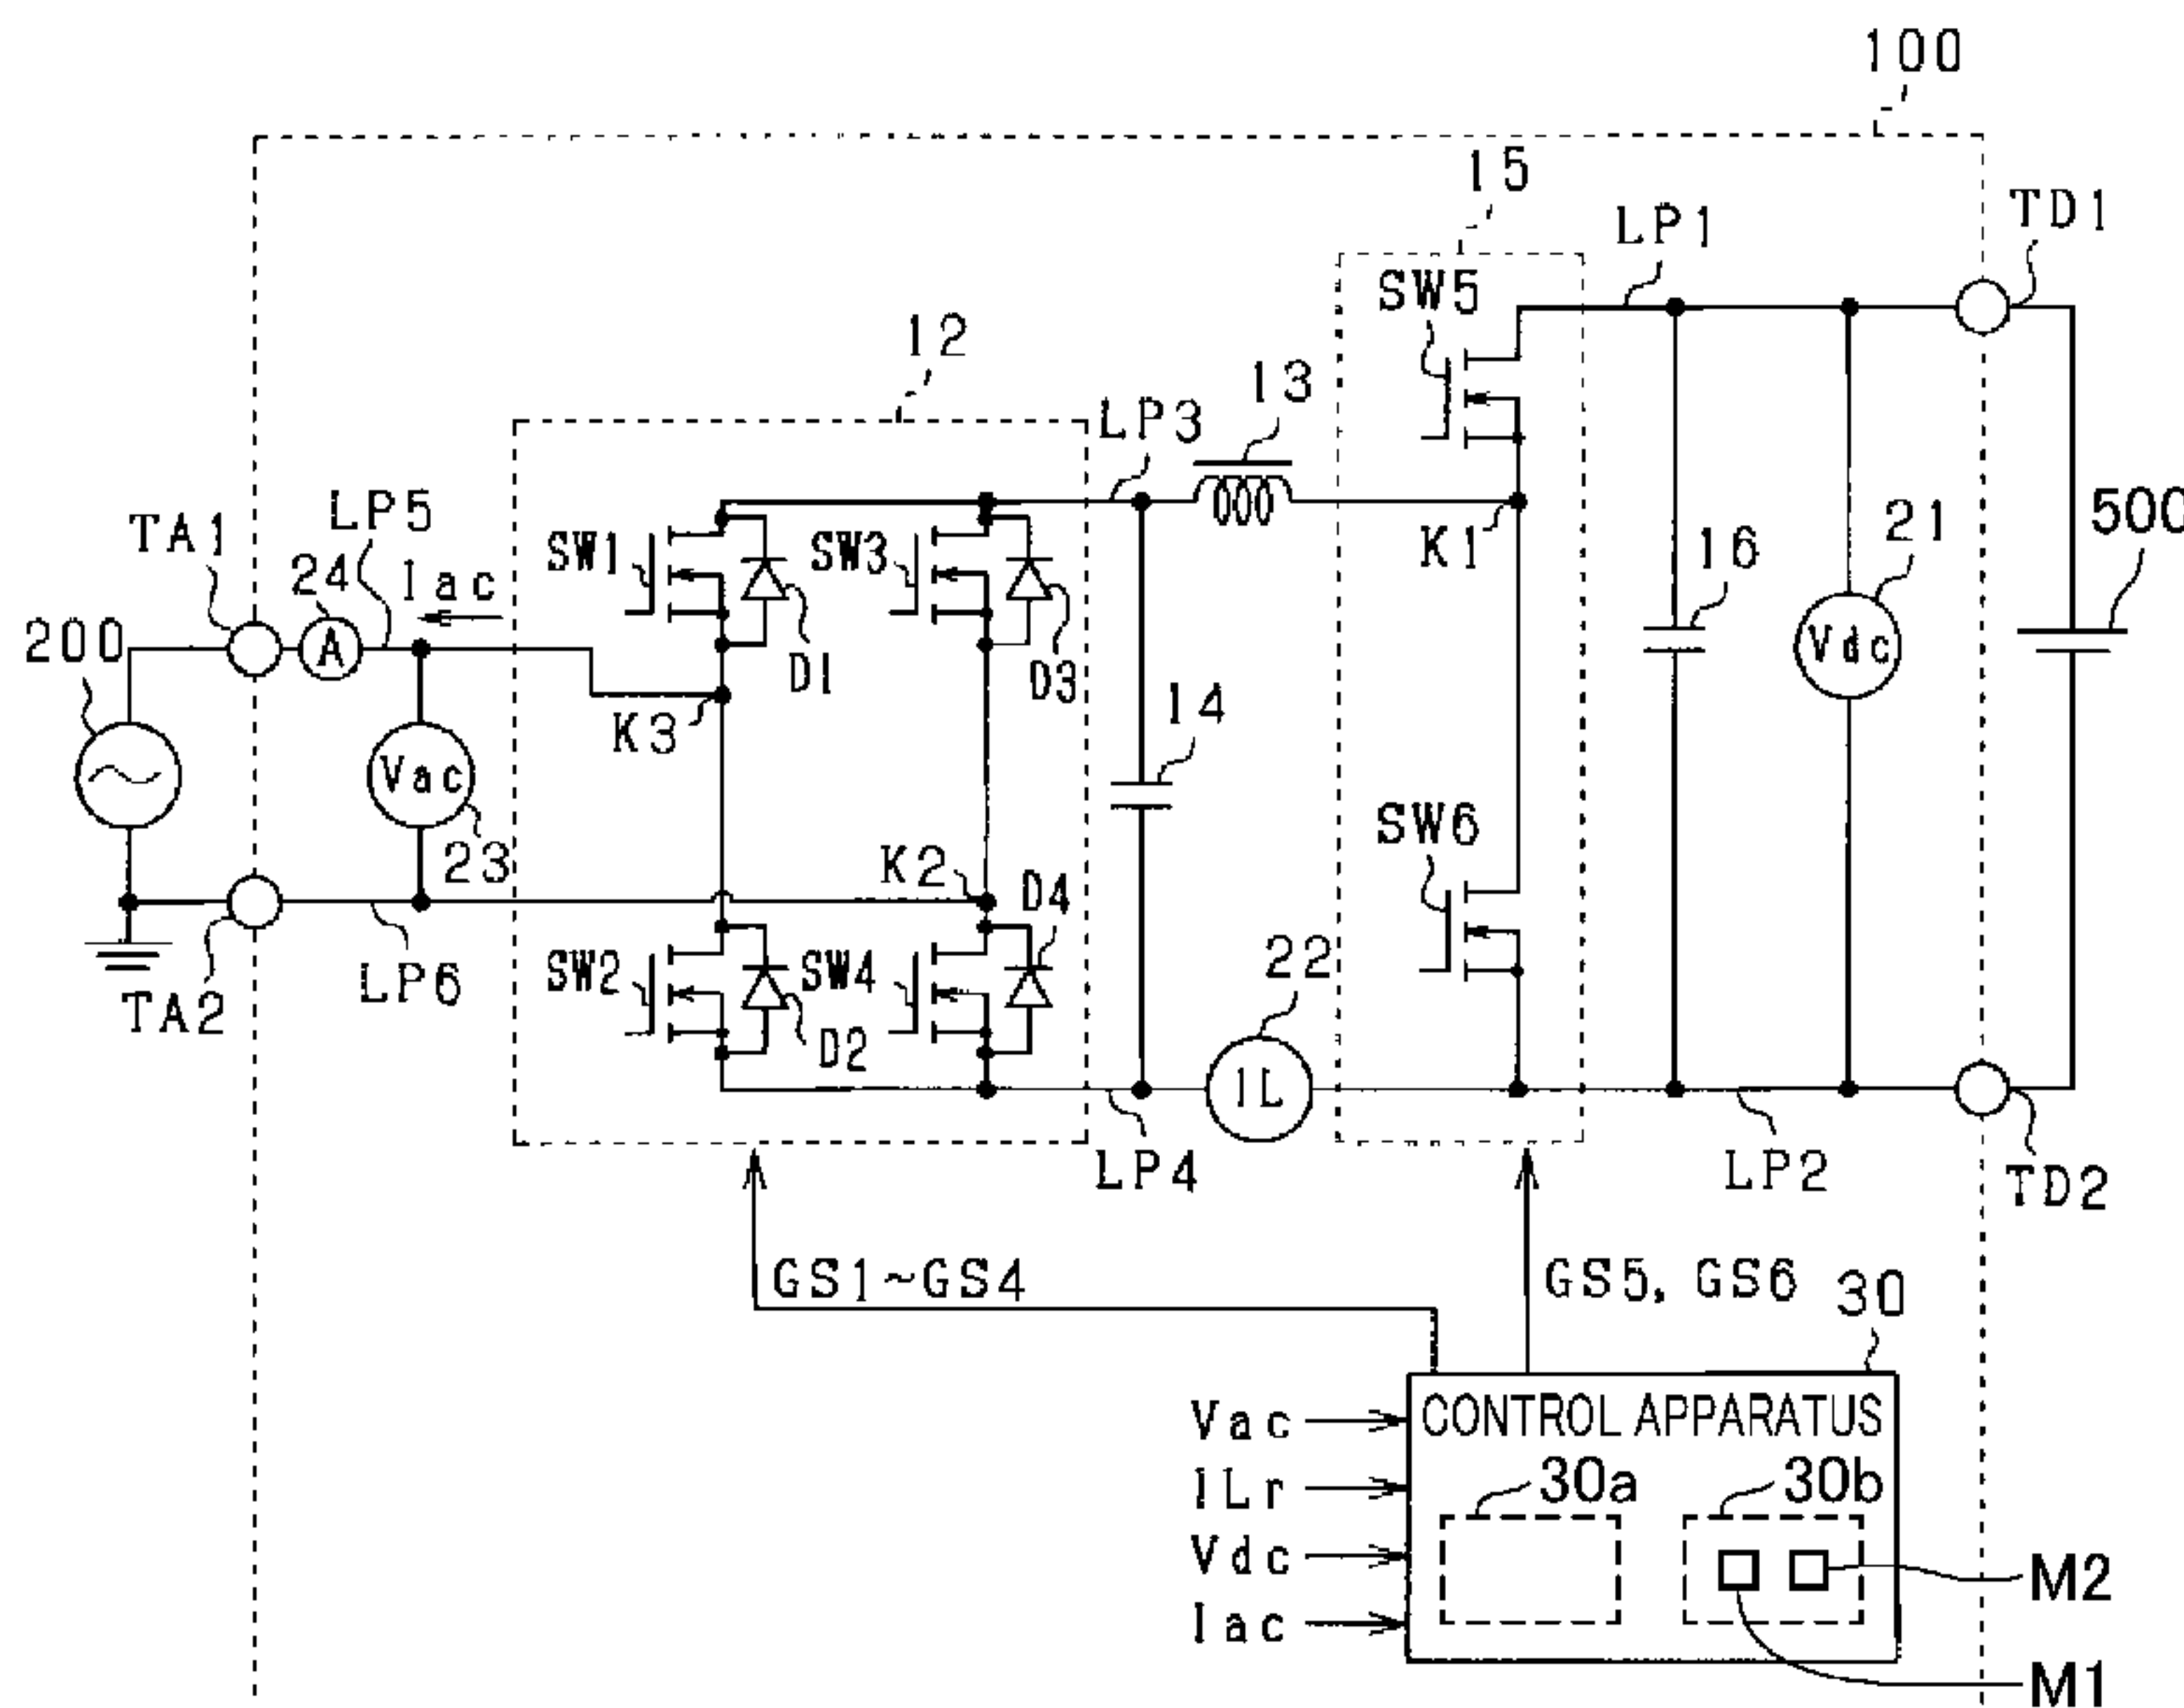 100
15
TD1
LP1
SW5
12
13
LP3
500
LP5
TA1
24
Iac
SW1
SW3
K1
16
21
200
A
Vdc
D1
D3
14
K3
Vac
SW6
23
K2
D4
22
SW2
SW4
LP6
TA2
D2
IL
LP4
LP2
TD2
GS1~GS4
GS5, GS6
30
Vac
CONTROL APPARATUS
ILr
30a
30b
Vdc
M2
Iac
M1